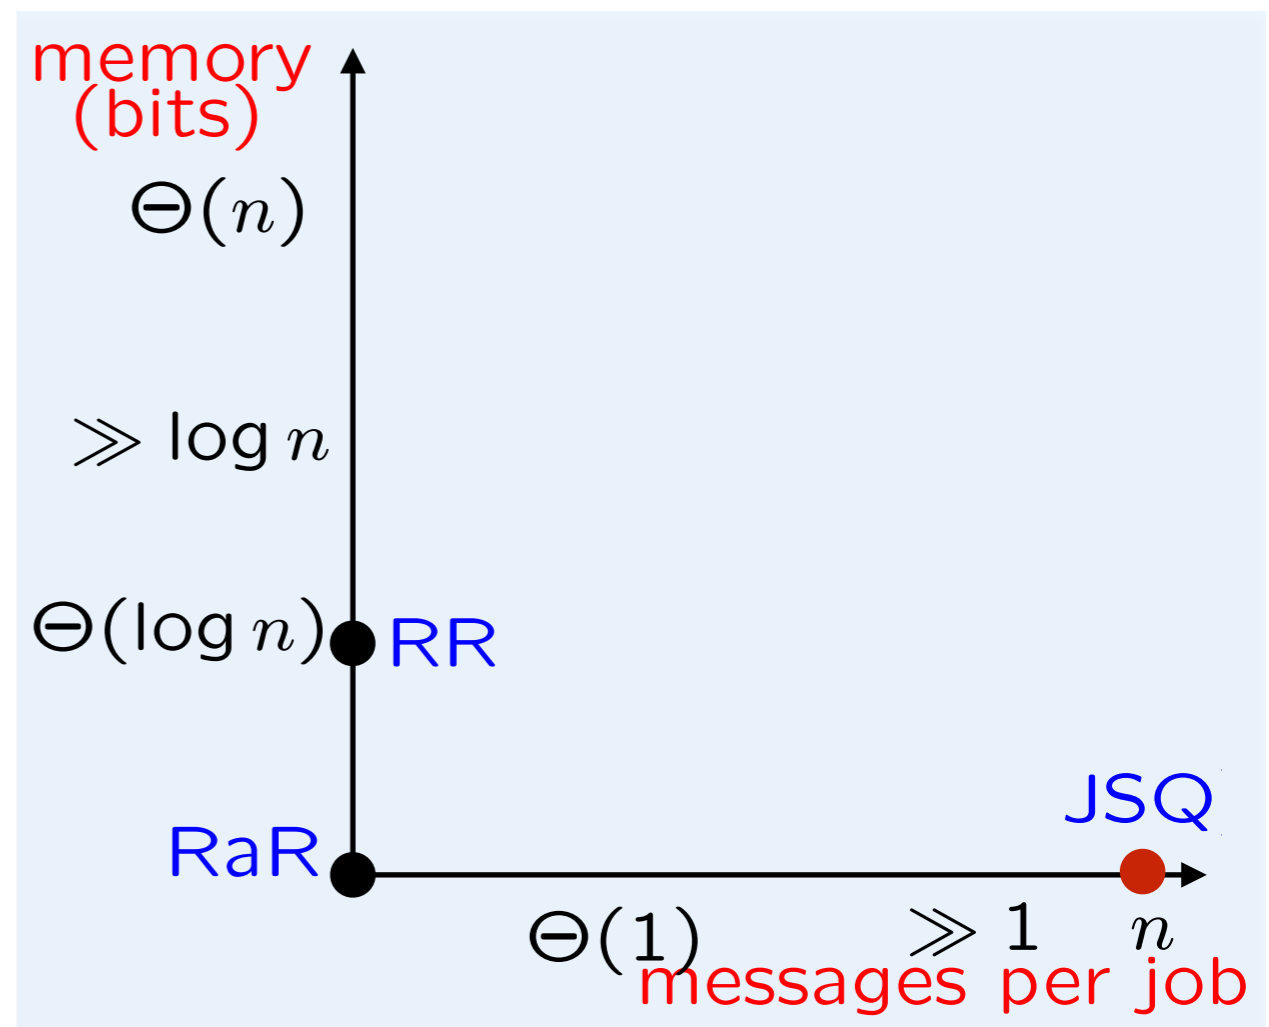 memory
(bits)
Θ(n)
≫ log n
Θ(log n)
RR
JSQ
RaR
Θ(1)
≫ 1
n
messages per job